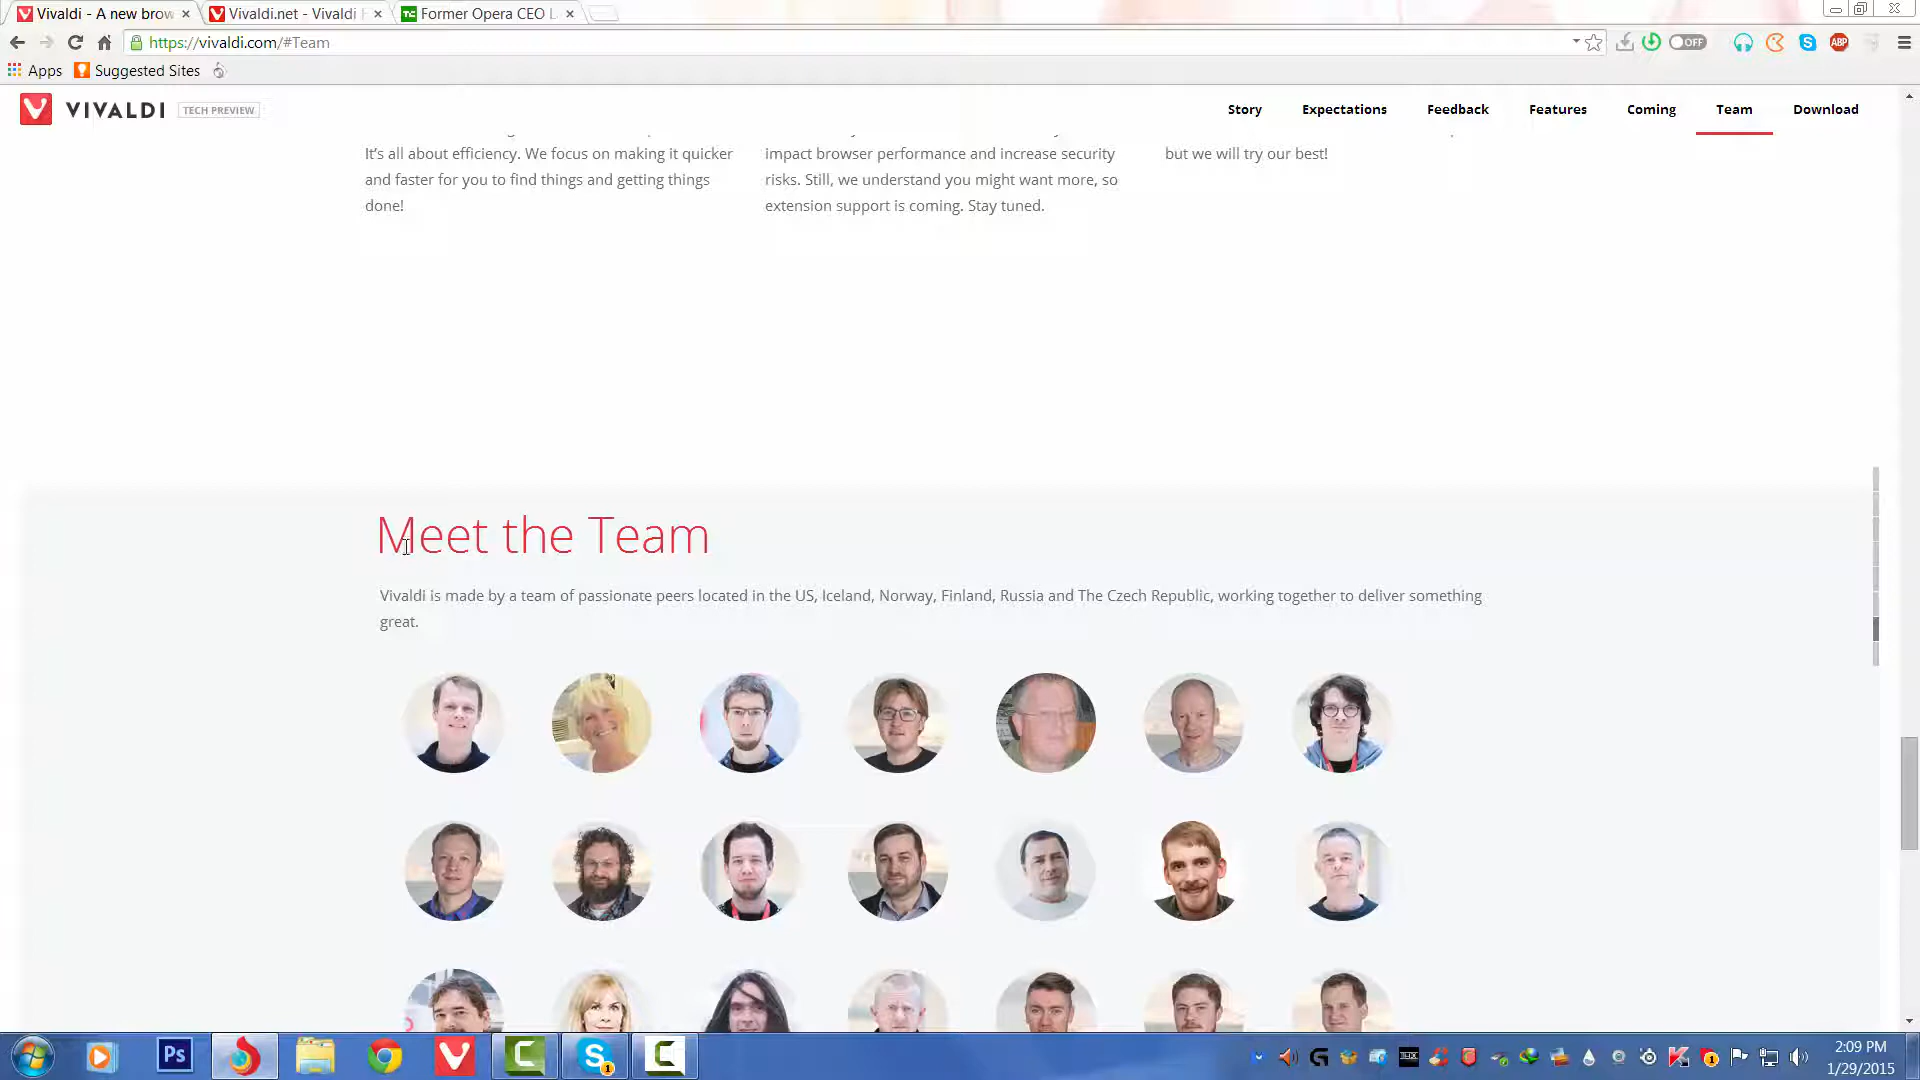 Vivaldi - A new brow
Vivaldi.net - Vivaldi
Former Opera CEO L
https://vivaldi.com/#Team
OFF
ABP
Apps
Suggested Sites
VIVALDI
TECH PREVIEW
Story
Expectations
Feedback
Features
Coming
Team
Download
It's all about efficiency. We focus on making it quicker
and faster for you to find things and getting things
done!
impact browser performance and increase security
risks. Still, we understand you might want more, so
extension support is coming. Stay tuned.
but we will try our best!
Meet the Team
Vivaldi is made by a team of passionate peers located in the US, Iceland, Norway, Finland, Russia and The Czech Republic, working together to deliver something
great.
Ps
1
1
2:09 PM
1/29/2015